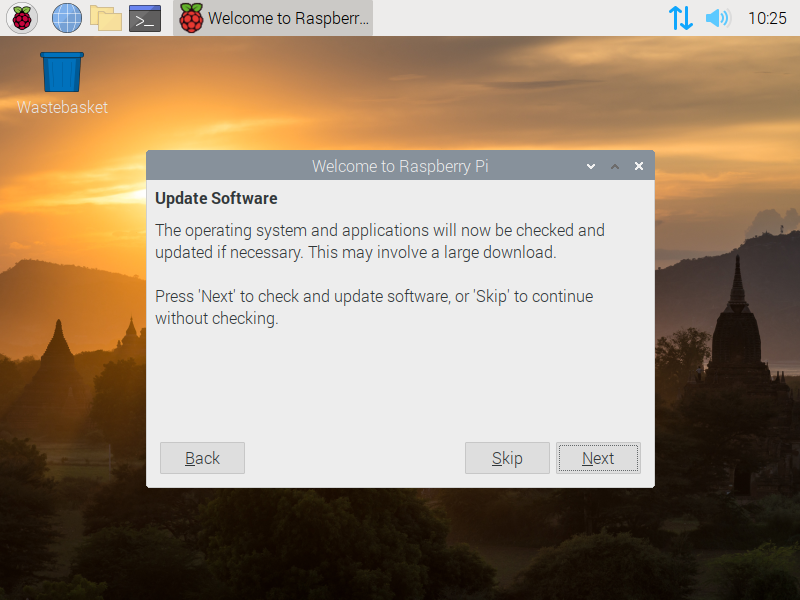 Welcome to Raspberr...
10:25
Wastebasket
Welcome to Raspberry Pi
Update Software
The operating system and applications will now be checked and
updated if necessary. This may involve a large download.
Press 'Next' to check and update software, or 'Skip' to continue
without checking.
Back
Skip
Next